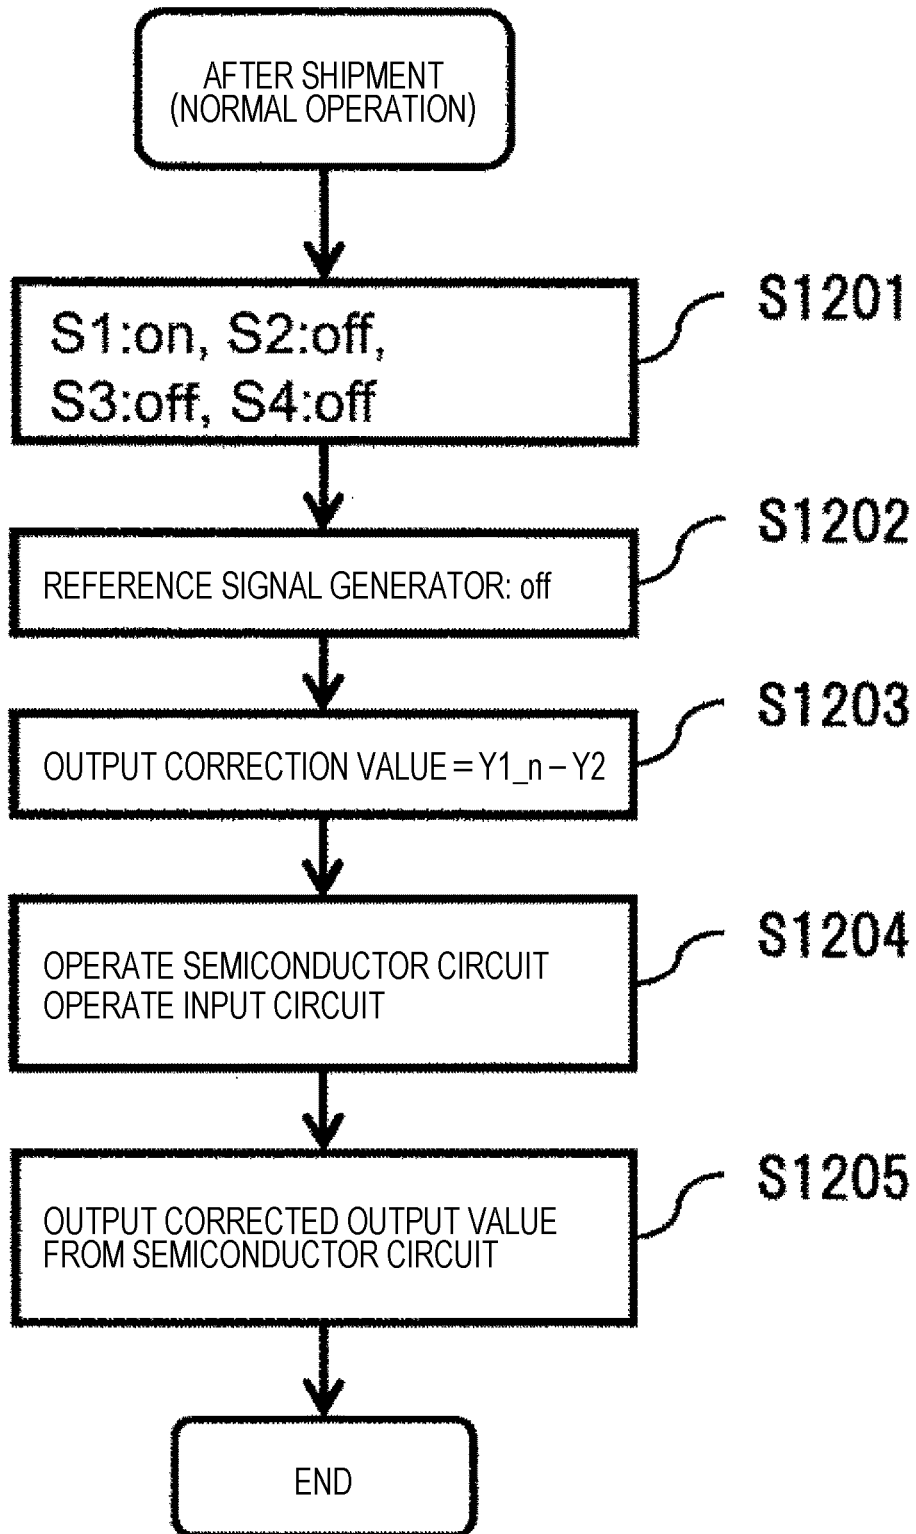 AFTER SHIPMENT
(NORMAL OPERATION)
S1201
S1:on, S2:off,
S3:off, S4:off
S1202
REFERENCE SIGNAL GENERATOR: off
S1203
OUTPUT CORRECTION VALUE = Y1_n – Y2
S1204
OPERATE SEMICONDUCTOR CIRCUIT
OPERATE INPUT CIRCUIT
S1205
OUTPUT CORRECTED OUTPUT VALUE
FROM SEMICONDUCTOR CIRCUIT
END